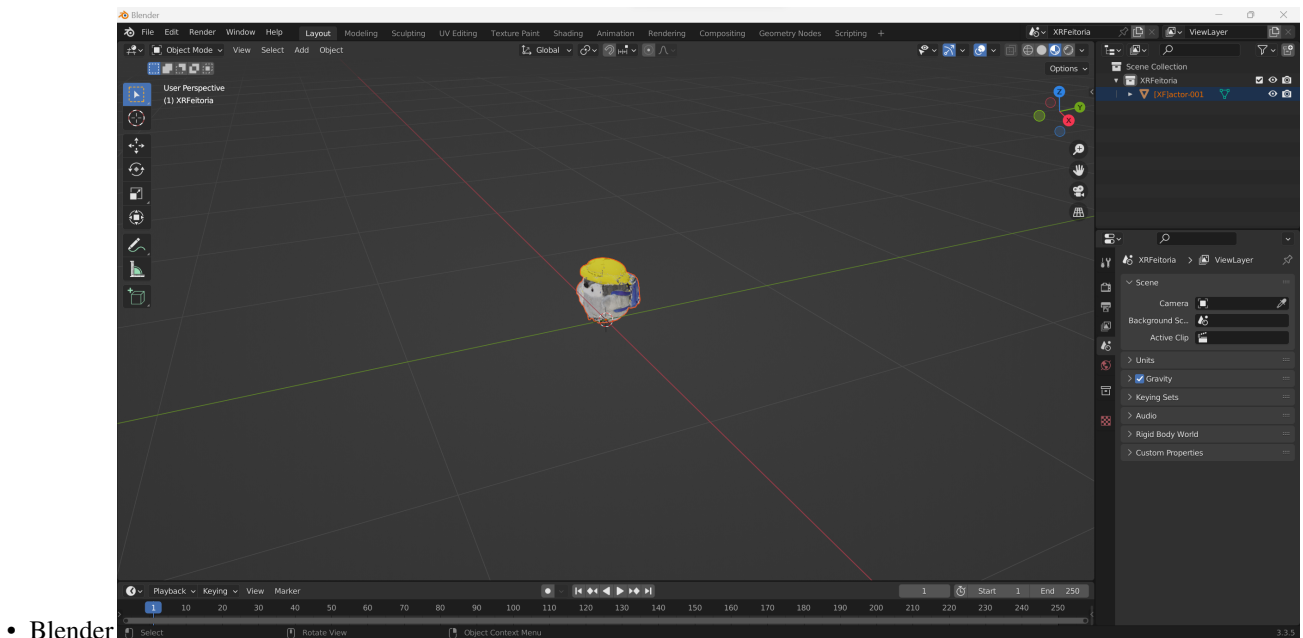 Blender
File Edit Render Window Help Layout Modeling Sculpting UV Editing Texture Paint Shading Animation Rendering Compositing Geometry Nodes Scripting + XRFeitoria ViewLayer
Object Mode View Select Add Object Global
Options
User Perspective
(1) XRFeitoria
Z
Y
X
Scene Collection
XRFeitoria
[XF]actor-001
XRFeitoria > ViewLayer
Scene
Camera
Background Sc...
Active Clip
Units
Gravity
Keying Sets
Audio
Rigid Body World
Custom Properties
Playback Keying View Marker 1 Start 1 End 250
1 10 20 30 40 50 60 70 80 90 100 110 120 130 140 150 160 170 180 190 200 210 220 230 240 250
• Blender
Select Rotate View Object Context Menu 3.3.5